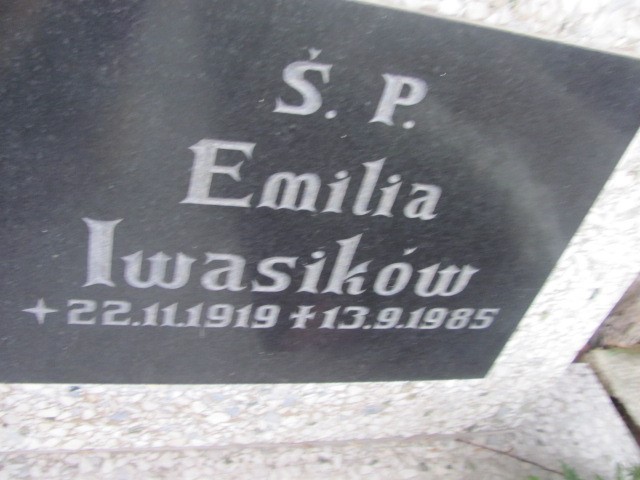 Ś. P.
Emilia
Iwasików
+22.11.1919 ✝13.9.1985